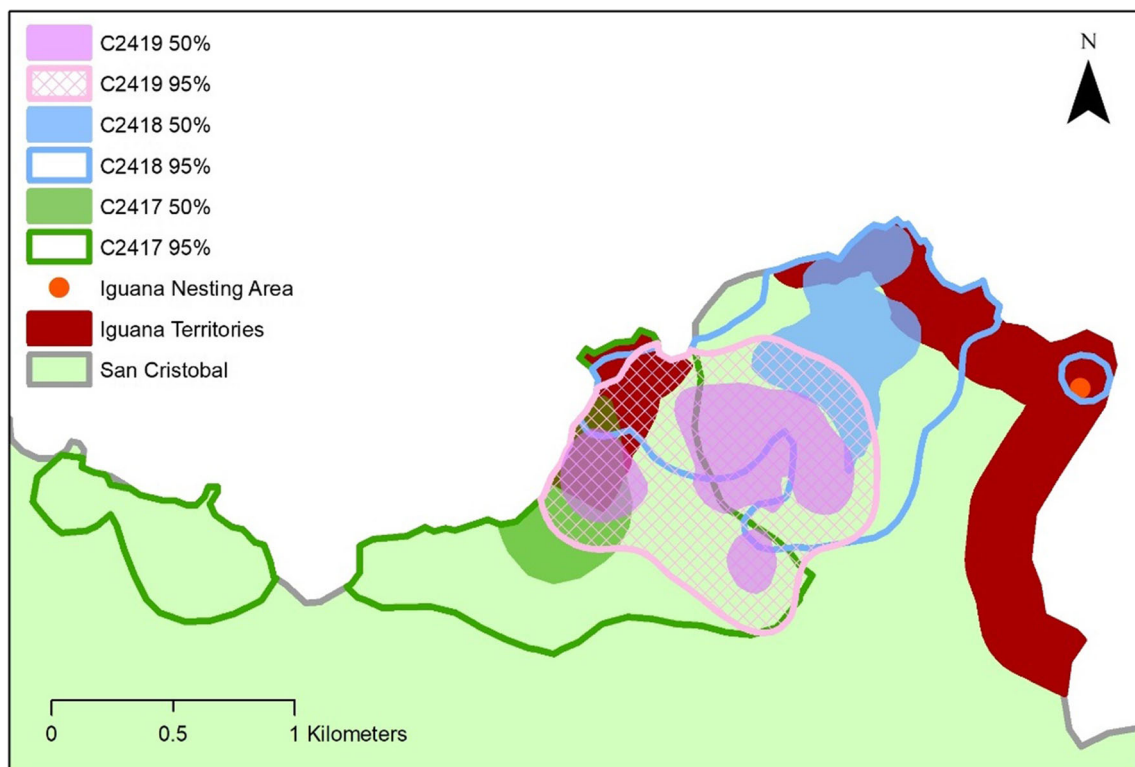 C2419 50%
C2419 95%
C2418 50%
C2418 95%
C2417 50%
C2417 95%
Iguana Nesting Area
Iguana Territories
San Cristobal
N
0 0.5 1 Kilometers